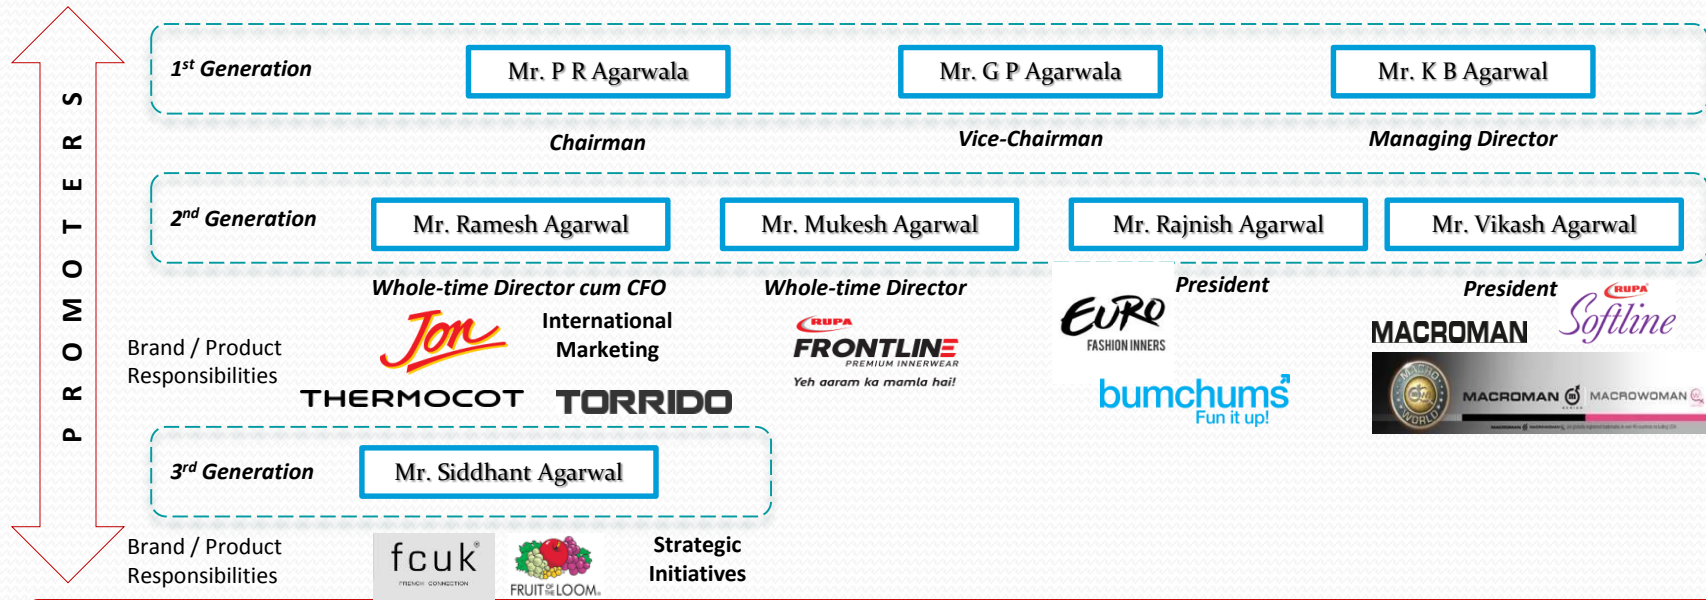 PROMOTERS
1st Generation
Mr. P R Agarwala
Mr. G P Agarwala
Mr. K B Agarwal
Chairman
Vice-Chairman
Managing Director
2nd Generation
Mr. Ramesh Agarwal
Mr. Mukesh Agarwal
Mr. Rajnish Agarwal
Mr. Vikash Agarwal
Whole-time Director cum CFO
Whole-time Director
President
President
Brand / Product
Responsibilities
Jon
International
Marketing
THERMOCOT
TORRIDO
RUPA
FRONTLINE
PREMIUM INNERWEAR
Yeh aaram ka mamla hai!
EURO
FASHION INNERS
bumchums
Fun it up!
MACROMAN
RUPA
Softline
MACRO
WORLD
MACROMAN
MACROWOMAN
3rd Generation
Mr. Siddhant Agarwal
Brand / Product
Responsibilities
fcuk
FRENCH CONNECTION
FRUIT OF THE LOOM
Strategic
Initiatives